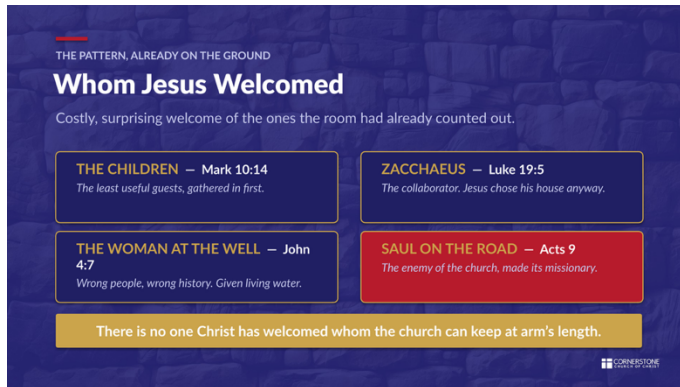 THE PATTERN, ALREADY ON THE GROUND
Whom Jesus Welcomed
Costly, surprising welcome of the ones the room had already counted out.
THE CHILDREN — Mark 10:14
The least useful guests, gathered in first.
ZACCHAEUS — Luke 19:5
The collaborator. Jesus chose his house anyway.
THE WOMAN AT THE WELL — John
4:7
Wrong people, wrong history. Given living water.
SAUL ON THE ROAD — Acts 9
The enemy of the church, made its missionary.
There is no one Christ has welcomed whom the church can keep at arm’s length.
CORNERSTONE
CHURCH OF CHRIST